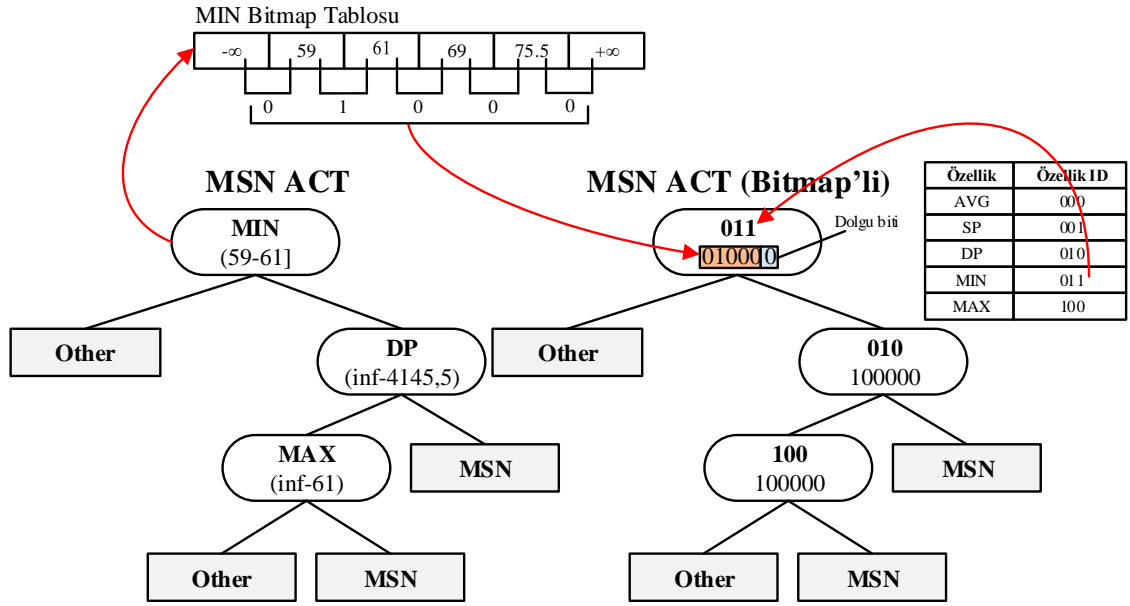 MIN Bitmap Tablosu
-∞ 59 61 69 75.5 +∞
0 1 0 0 0
MSN ACT
MSN ACT (Bitmap'li)
MIN
(59-61]
011
01000 0
Dolgu biti
Özellik Özellik ID
AVG 000
SP 001
DP 010
MIN 011
MAX 100
Other
DP
(inf-4145,5)
Other
010
100000
MAX
(inf-61)
MSN
100
100000
MSN
Other
MSN
Other
MSN